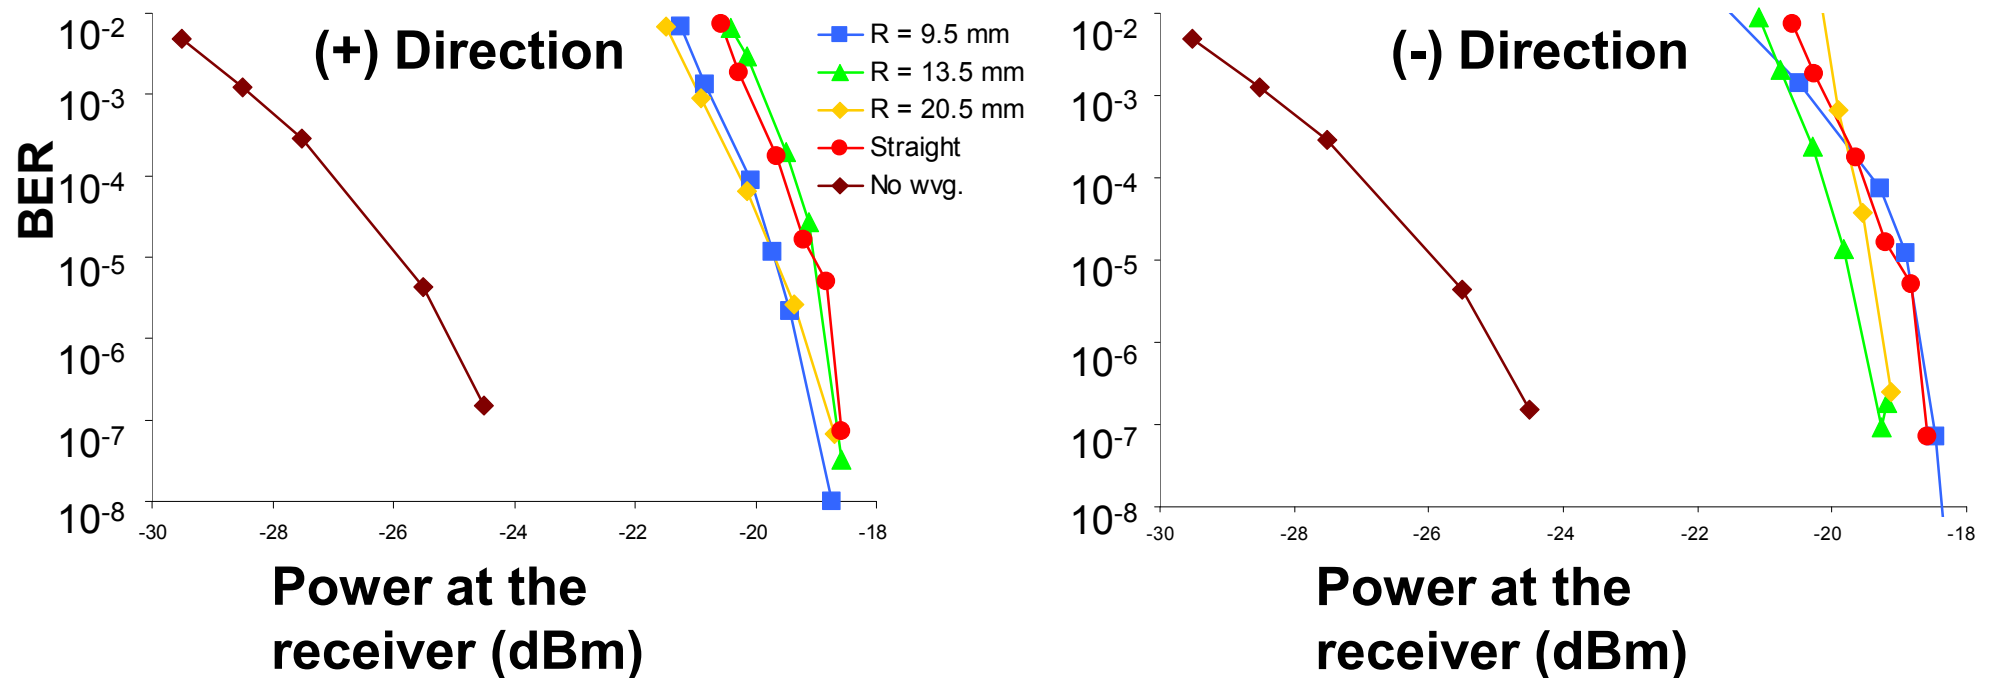 (+) Direction
BER
10-2
10-3
10-4
10-5
10-6
10-7
10-8
-30 -28 -26 -24 -22 -20 -18
Power at the
receiver (dBm)
R = 9.5 mm
R = 13.5 mm
R = 20.5 mm
Straight
No wvg.
(-) Direction
10-2
10-3
10-4
10-5
10-6
10-7
10-8
-30 -28 -26 -24 -22 -20 -18
Power at the
receiver (dBm)